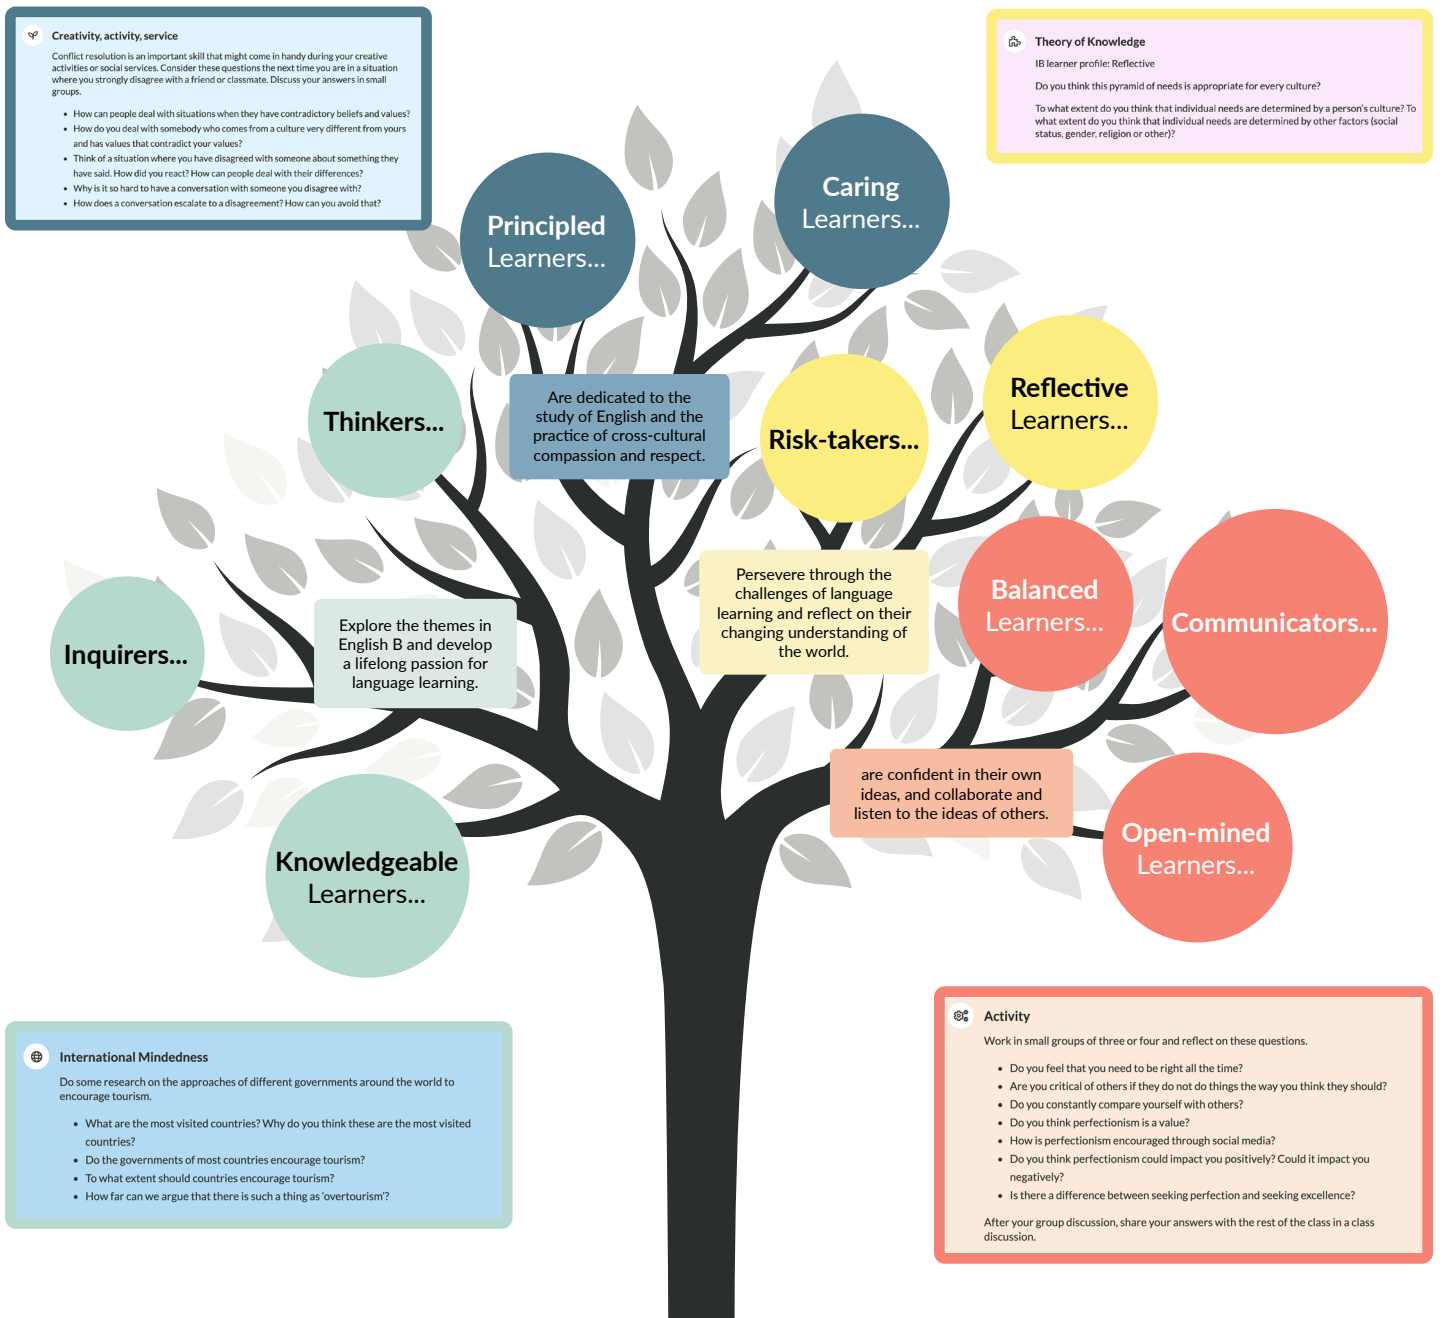 Creativity, activity, service
Conflict resolution is an important skill that might come in handy during your creative
activities or social services. Consider these questions the next time you are in a situation
where you strongly disagree with a friend or classmate. Discuss your answers in small
groups.
• How can people deal with situations when they have contradictory beliefs and values?
• How do you deal with somebody who comes from a culture very different from yours
and has values that contradict your values?
• Think of a situation where you have disagreed with someone about something they
have said. How did you react? How can people deal with their differences?
• Why is it so hard to have a conversation with someone you disagree with?
• How does a conversation escalate to a disagreement? How can you avoid that?
Theory of Knowledge
IB learner profile: Reflective
Do you think this pyramid of needs is appropriate for every culture?
To what extent do you think that individual needs are determined by a person's culture? To
what extent do you think that individual needs are determined by other factors (social
status, gender, religion or other)?
Caring
Learners...
Principled
Learners...
Thinkers...
Are dedicated to the
study of English and the
practice of cross-cultural
compassion and respect.
Risk-takers...
Reflective
Learners...
Inquirers...
Explore the themes in
English B and develop
a lifelong passion for
language learning.
Persevere through the
challenges of language
learning and reflect on their
changing understanding of
the world.
Balanced
Learners...
Communicators...
are confident in their own
ideas, and collaborate and
listen to the ideas of others.
Open-mined
Learners...
Knowledgeable
Learners...
International Mindedness
Do some research on the approaches of different governments around the world to
encourage tourism.
• What are the most visited countries? Why do you think these are the most visited
countries?
• Do the governments of most countries encourage tourism?
• To what extent should countries encourage tourism?
• How far can we argue that there is such a thing as 'overtourism'?
Activity
Work in small groups of three or four and reflect on these questions.
• Do you feel that you need to be right all the time?
• Are you critical of others if they do not do things the way you think they should?
• Do you constantly compare yourself with others?
• Do you think perfectionism is a value?
• How is perfectionism encouraged through social media?
• Do you think perfectionism could impact you positively? Could it impact you
negatively?
• Is there a difference between seeking perfection and seeking excellence?
After your group discussion, share your answers with the rest of the class in a class
discussion.